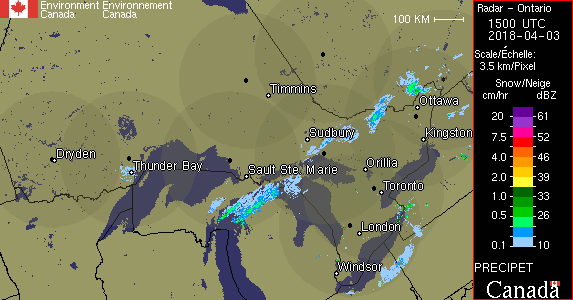 Environment Environnement
Canada Canada
100 KM
Timmins
Ottawa
Sudbury
Kingston
Dryden
Thunder Bay
Sault Ste. Marie
Orillia
Toronto
London
Windsor
Radar - Ontario
1500 UTC
2018-04-03
Scale/Échelle:
3.5 km/Pixel
Snow/Neige
cm/hr dBZ
20 61
7.5 52
4.0 46
2.0 39
1.0 33
0.5 26
0.1 10
PRECIPET
Canada